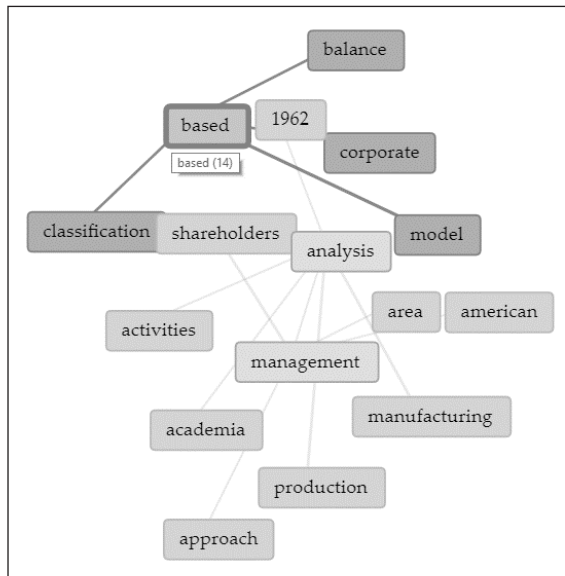 balance
based
1962
based (14)
corporate
classification
shareholders
analysis
model
activities
area
american
management
academia
manufacturing
production
approach